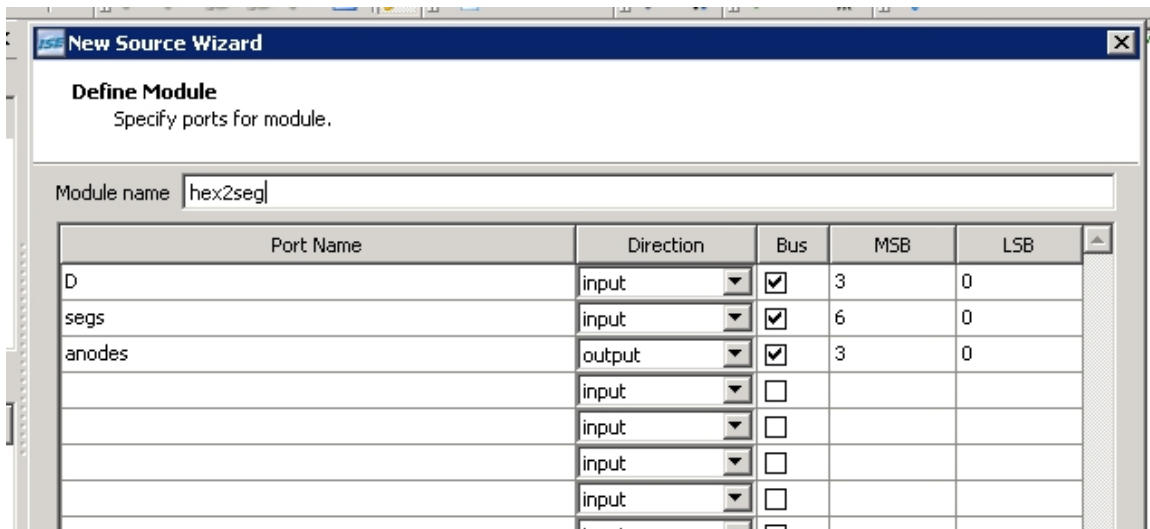 ISE New Source Wizard
Define Module
Specify ports for module.
Module name hex2seg
Port Name Direction Bus MSB LSB
D input 3 0
segs input 6 0
anodes output 3 0
input
input
input
input